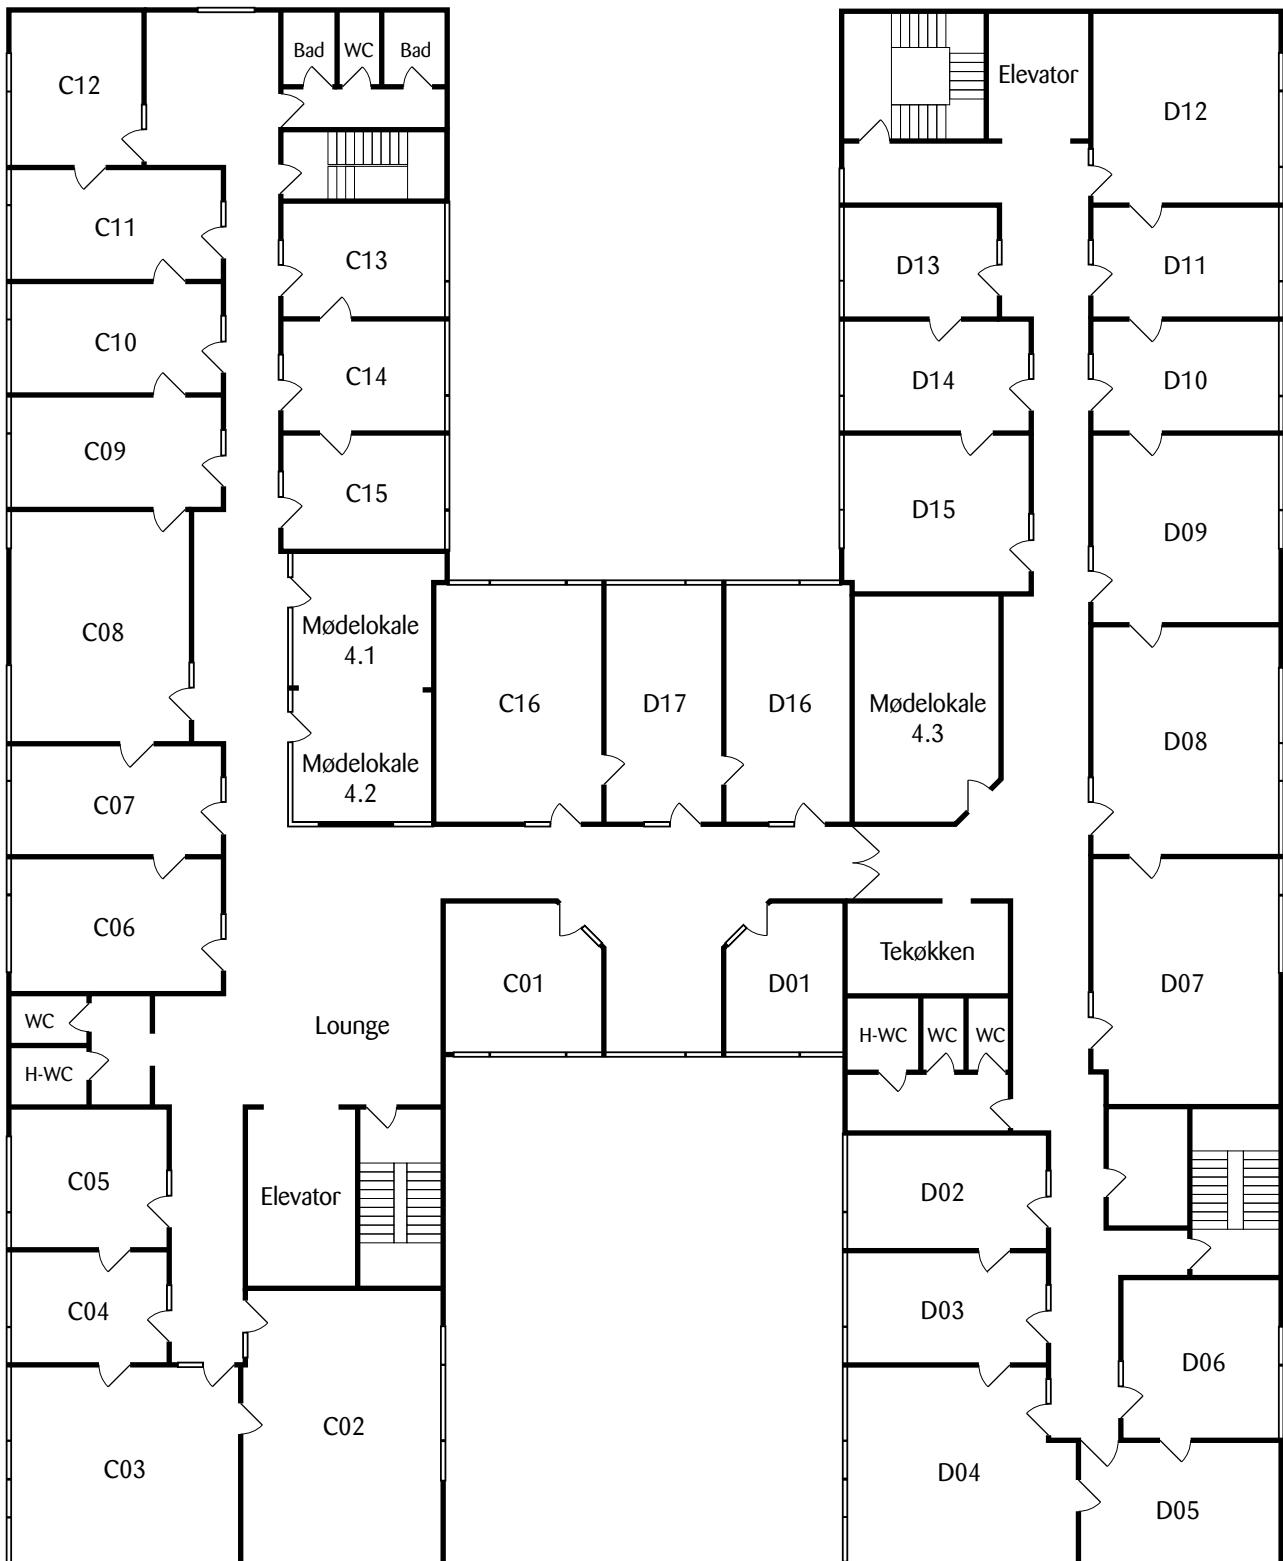 Bad
WC
Bad
C12
Elevator
D12
C11
C13
D13
D11
C10
C14
D14
D10
C09
C15
D15
D09
C08
Mødelokale
4.1
C16
D17
D16
Mødelokale
4.3
D08
Mødelokale
4.2
C07
C06
Tekøkken
C01
D01
D07
WC
Lounge
H-WC
WC
WC
H-WC
C05
Elevator
D02
C04
D03
D06
C02
C03
D04
D05